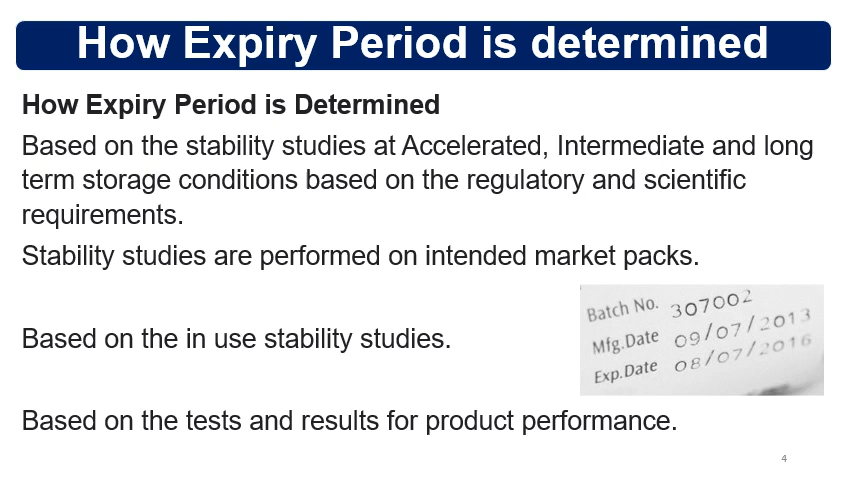 How Expiry Period is determined
How Expiry Period is Determined
Based on the stability studies at Accelerated, Intermediate and long
term storage conditions based on the regulatory and scientific
requirements.
Stability studies are performed on intended market packs.
Batch No. 307002
Mfg.Date 09/07/2013
Exp.Date 08/07/2016
Based on the in use stability studies.
Based on the tests and results for product performance.
4